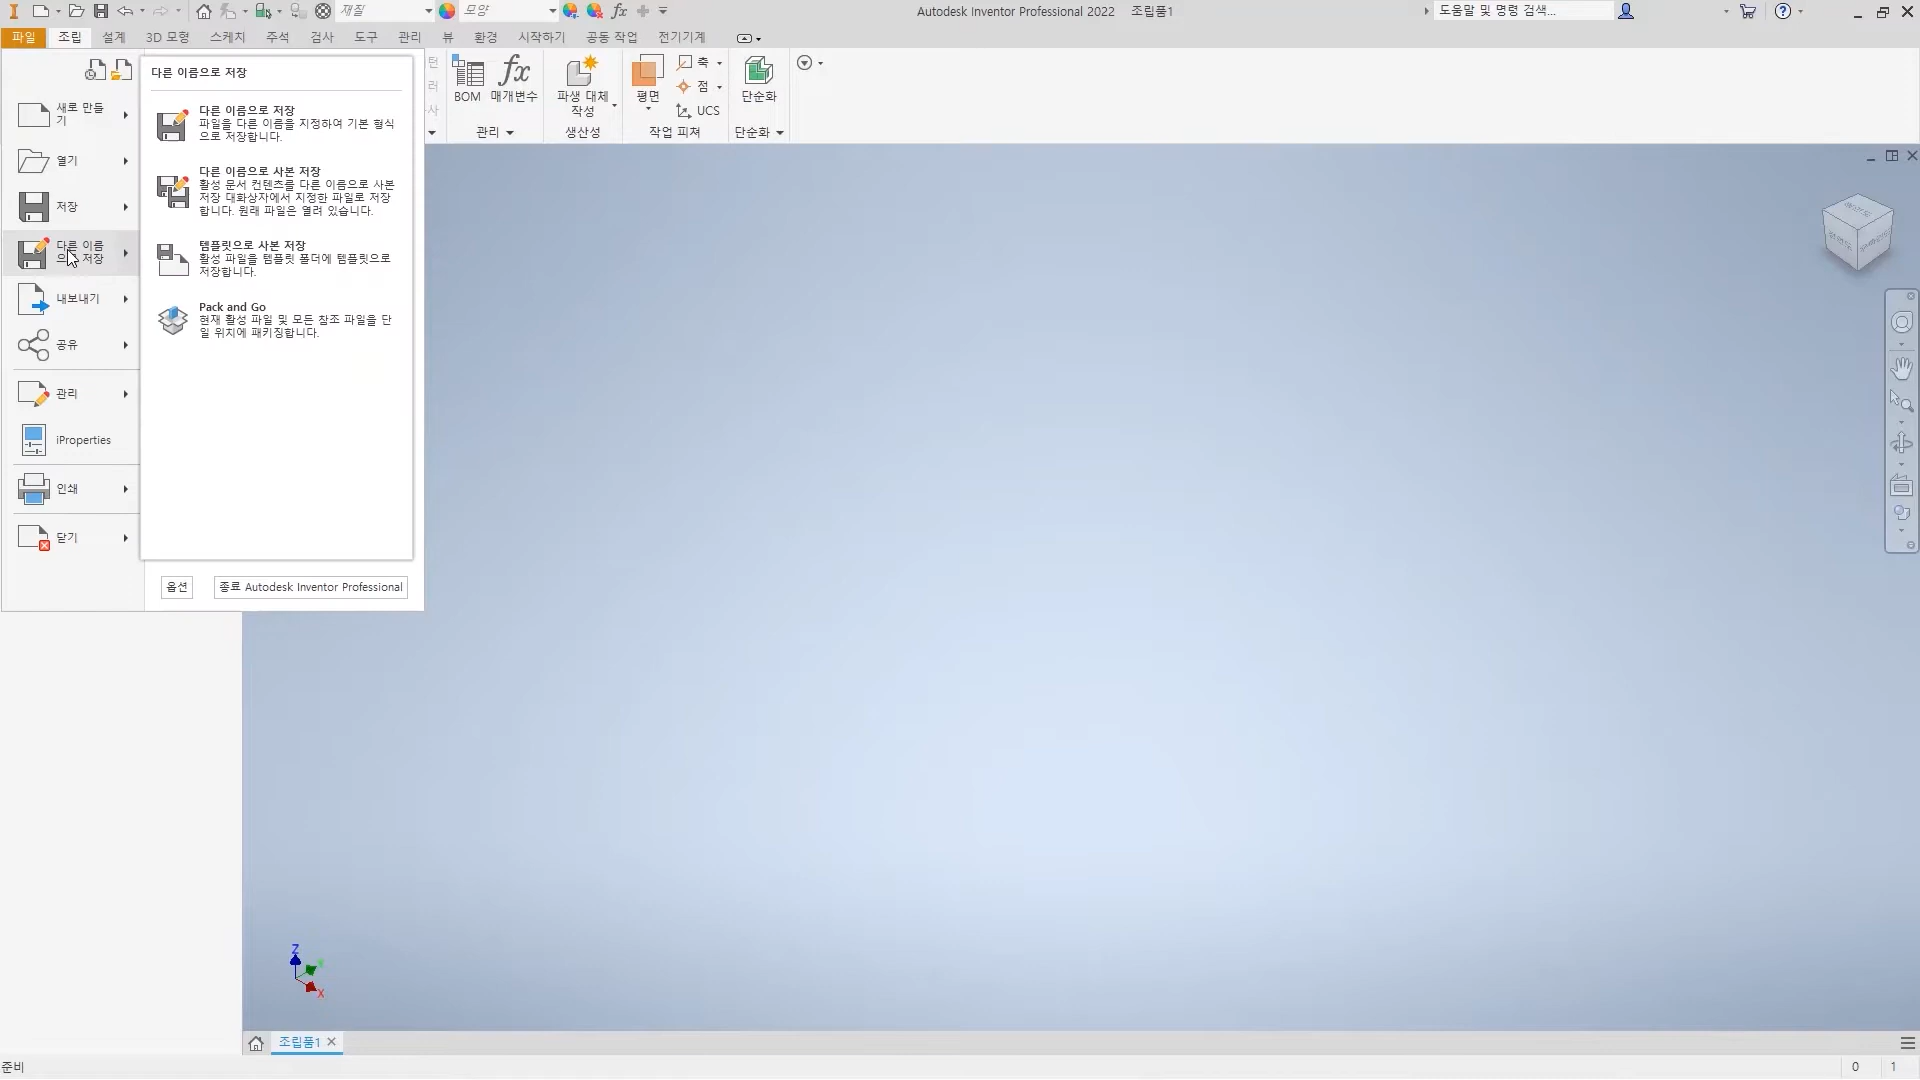 재질
모양
fx
Autodesk Inventor Professional 2022 조립품1
도움말 및 명령 검색...
파일 조립 설계 3D 모형 스케치 주석 검사 도구 관리 뷰 환경 시작하기 공동 작업 전기기계
다른 이름으로 저장
새로 만들
기
열기
저장
다른 이름
으로 저장
내보내기
공유
관리
iProperties
인쇄
닫기
다른 이름으로 저장
파일을 다른 이름을 지정하여 기본 형식
으로 저장합니다.
다른 이름으로 사본 저장
활성 문서 컨텐츠를 다른 이름으로 사본
저장 대화상자에서 지정한 파일로 저장
합니다. 원래 파일은 열려 있습니다.
템플릿으로 사본 저장
활성 파일을 템플릿 폴더에 템플릿으로
저장합니다.
Pack and Go
현재 활성 파일 및 모든 참조 파일을 단
일 위치에 패키징합니다.
옵션
종료 Autodesk Inventor Professional
턴
러
사
BOM
fx
매개변수
관리
파생 대체
작성
생산성
평면
축
점
UCS
작업 피쳐
단순화
단순화
Z
X
조립품1
준비
0 1